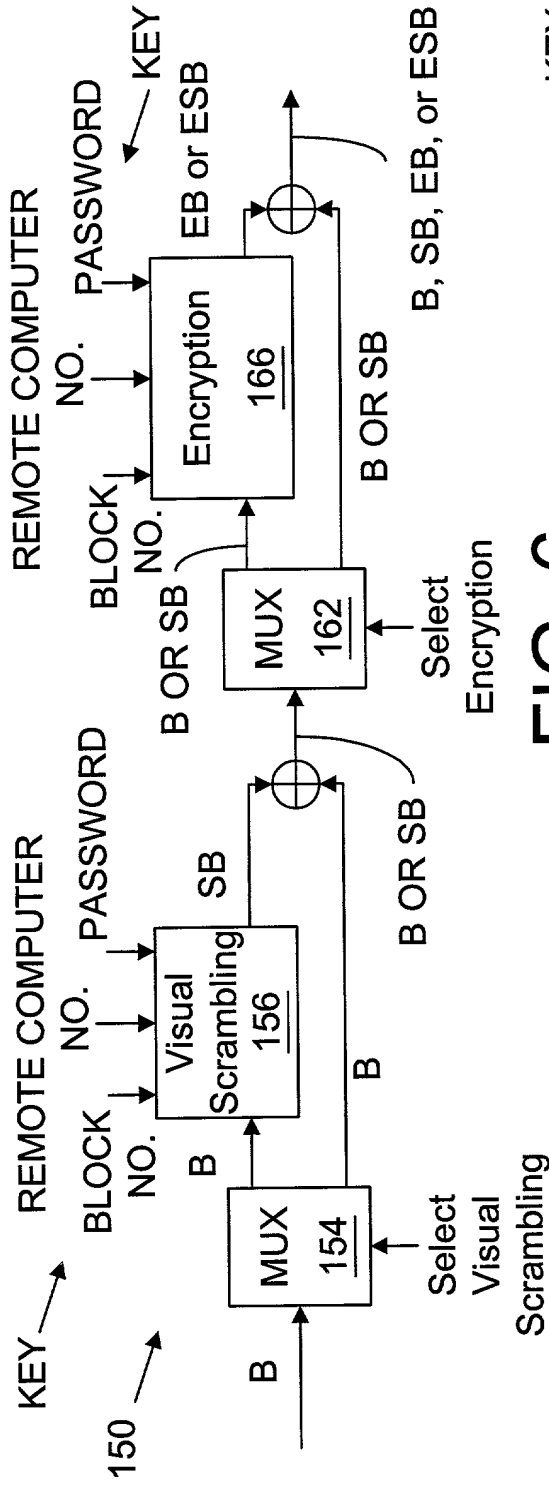 KEY
150
REMOTE COMPUTER
NO.
BLOCK
NO.
PASSWORD
B
MUX
154
Select
Visual
Scrambling
B
B
Visual
Scrambling
156
SB
B OR SB
MUX
162
Select
Encryption
B OR SB
B OR SB
REMOTE COMPUTER
NO.
BLOCK
NO.
PASSWORD
KEY
Encryption
166
EB or ESB
B, SB, EB, or ESB